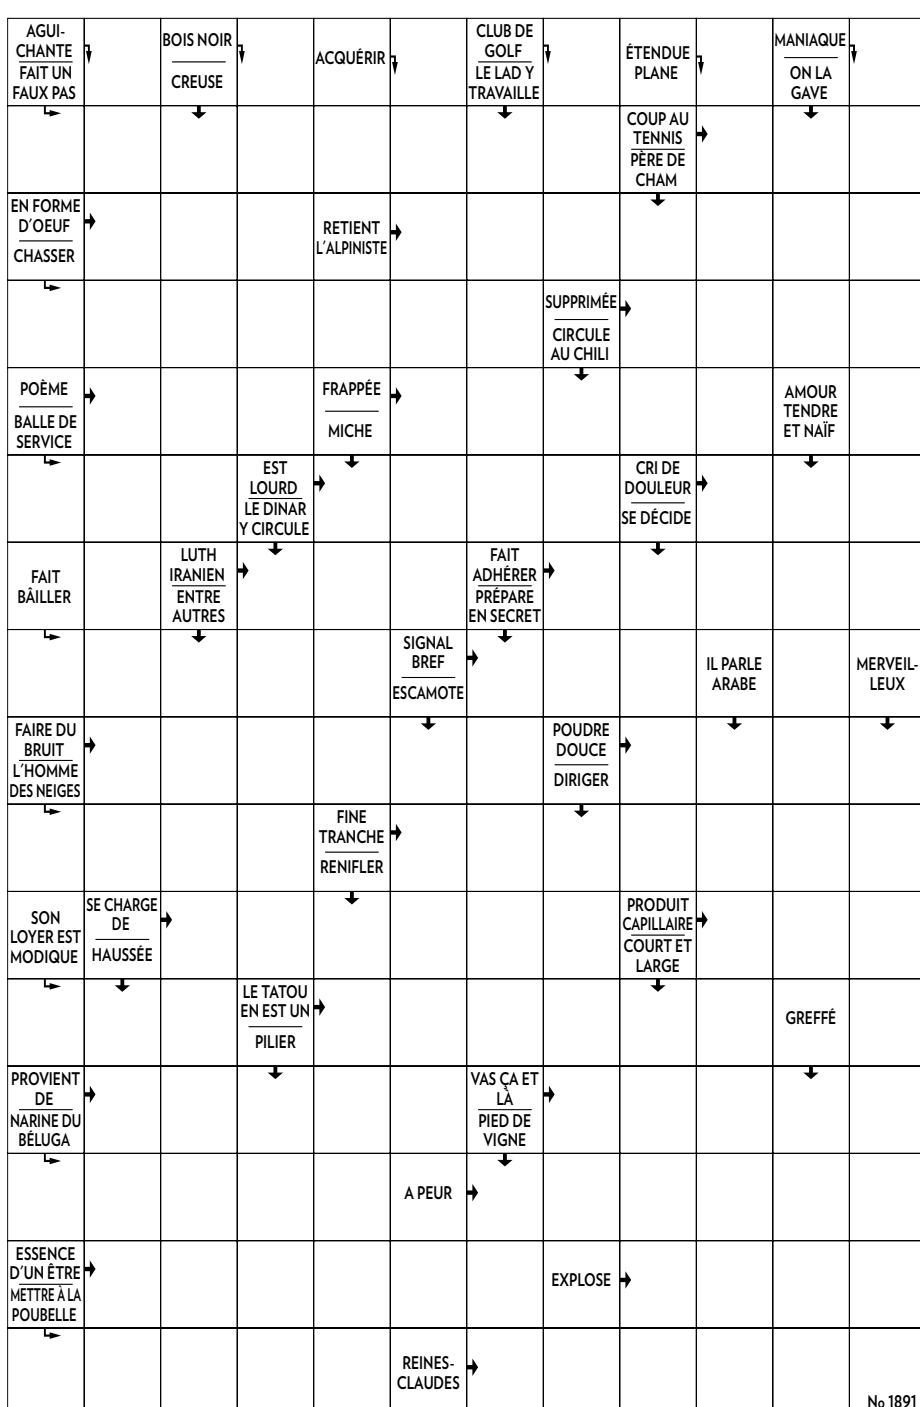 AGUI-
CHANTE
FAIT UN
FAUX PAS
BOIS NOIR
CREUSE
ACQUÉRIR
CLUB DE
GOLF
LE LAD Y
TRAVAILLE
ÉTENDUE
PLANE
MANIAQUE
ON LA
GAVE
COUP AU
TENNIS
PÈRE DE
CHAM
EN FORME
D'OEUF
CHASSER
RETIENT
L'ALPINISTE
SUPPRIMÉE
CIRCULE
AU CHILI
POÈME
BALLE DE
SERVICE
FRAPPÉE
MICHE
AMOUR
TENDRE
ET NAÏF
EST
LOURD
LE DINAR
Y CIRCULE
CRI DE
DOULEUR
SE DÉCIDE
FAIT
BÂILLER
LUTH
IRANIEN
ENTRE
AUTRES
FAIT
ADHÉRER
PRÉPARE
EN SECRET
SIGNAL
BREF
ESCAMOTE
IL PARLE
ARABE
MERVEIL-
LEUX
FAIRE DU
BRUIT
L'HOMME
DES NEIGES
POUDRE
DOUCE
DIRIGER
FINE
TRANCHE
RENIFLER
SON
LOYER EST
MODIQUE
SE CHARGE
DE
HAUSSÉE
PRODUIT
CAPILLAIRE
COURT ET
LARGE
LE TATOU
EN EST UN
PILIER
GREFFÉ
PROVIENT
DE
NARINE DU
BÉLUGA
VAS ÇA ET
LÀ
PIED DE
VIGNE
A PEUR
ESSENCE
D'UN ÊTRE
METTRE À LA
POUBELLE
EXPLOSE
REINES-
CLAUDES
No 1891